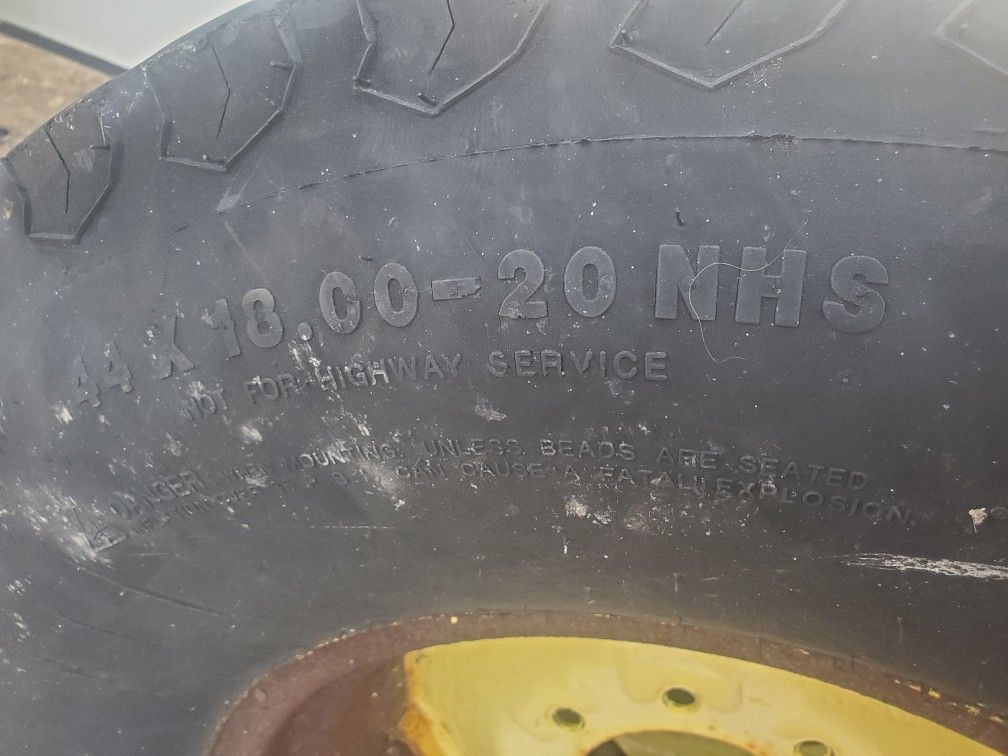 44 X 18.00-20 NHS
NOT FOR HIGHWAY SERVICE
DANGER! WHEN MOUNTING, UNLESS BEADS ARE SEATED
CAN CAUSE A FATAL EXPLOSION.